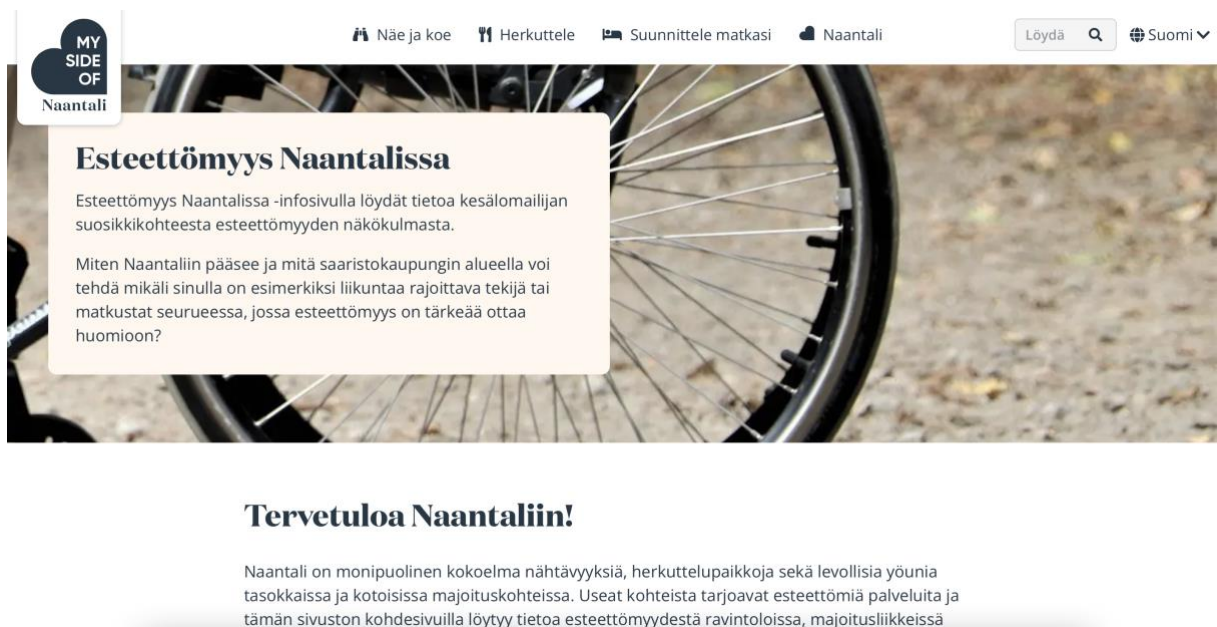 MY
SIDE
OF
Naantali
Näe ja koe
Herkuttele
Suunnittele matkasi
Naantali
Löydä
Suomi
Esteettömyys Naantalissa
Esteettömyys Naantalissa -infosivulla löydät tietoa kesälomailijan
suosikkikohteesta esteettömyyden näkökulmasta.
Miten Naantaliin pääsee ja mitä saaristokaupungin alueella voi
tehdä mikäli sinulla on esimerkiksi liikuntaa rajoittava tekijä tai
matkustat seurueessa, jossa esteettömyys on tärkeää ottaa
huomioon?
Tervetuloa Naantaliin!
Naantali on monipuolinen kokoelma nähtävyyksiä, herkuttelupaikkoja sekä levollisia yöunia
tasokkaissa ja kotoisissa majoituskohteissa. Useat kohteista tarjoavat esteettömiä palveluita ja
tämän sivuston kohdesivuilla löytyy tietoa esteettömyydestä ravintoloissa, majoitusliikkeissä